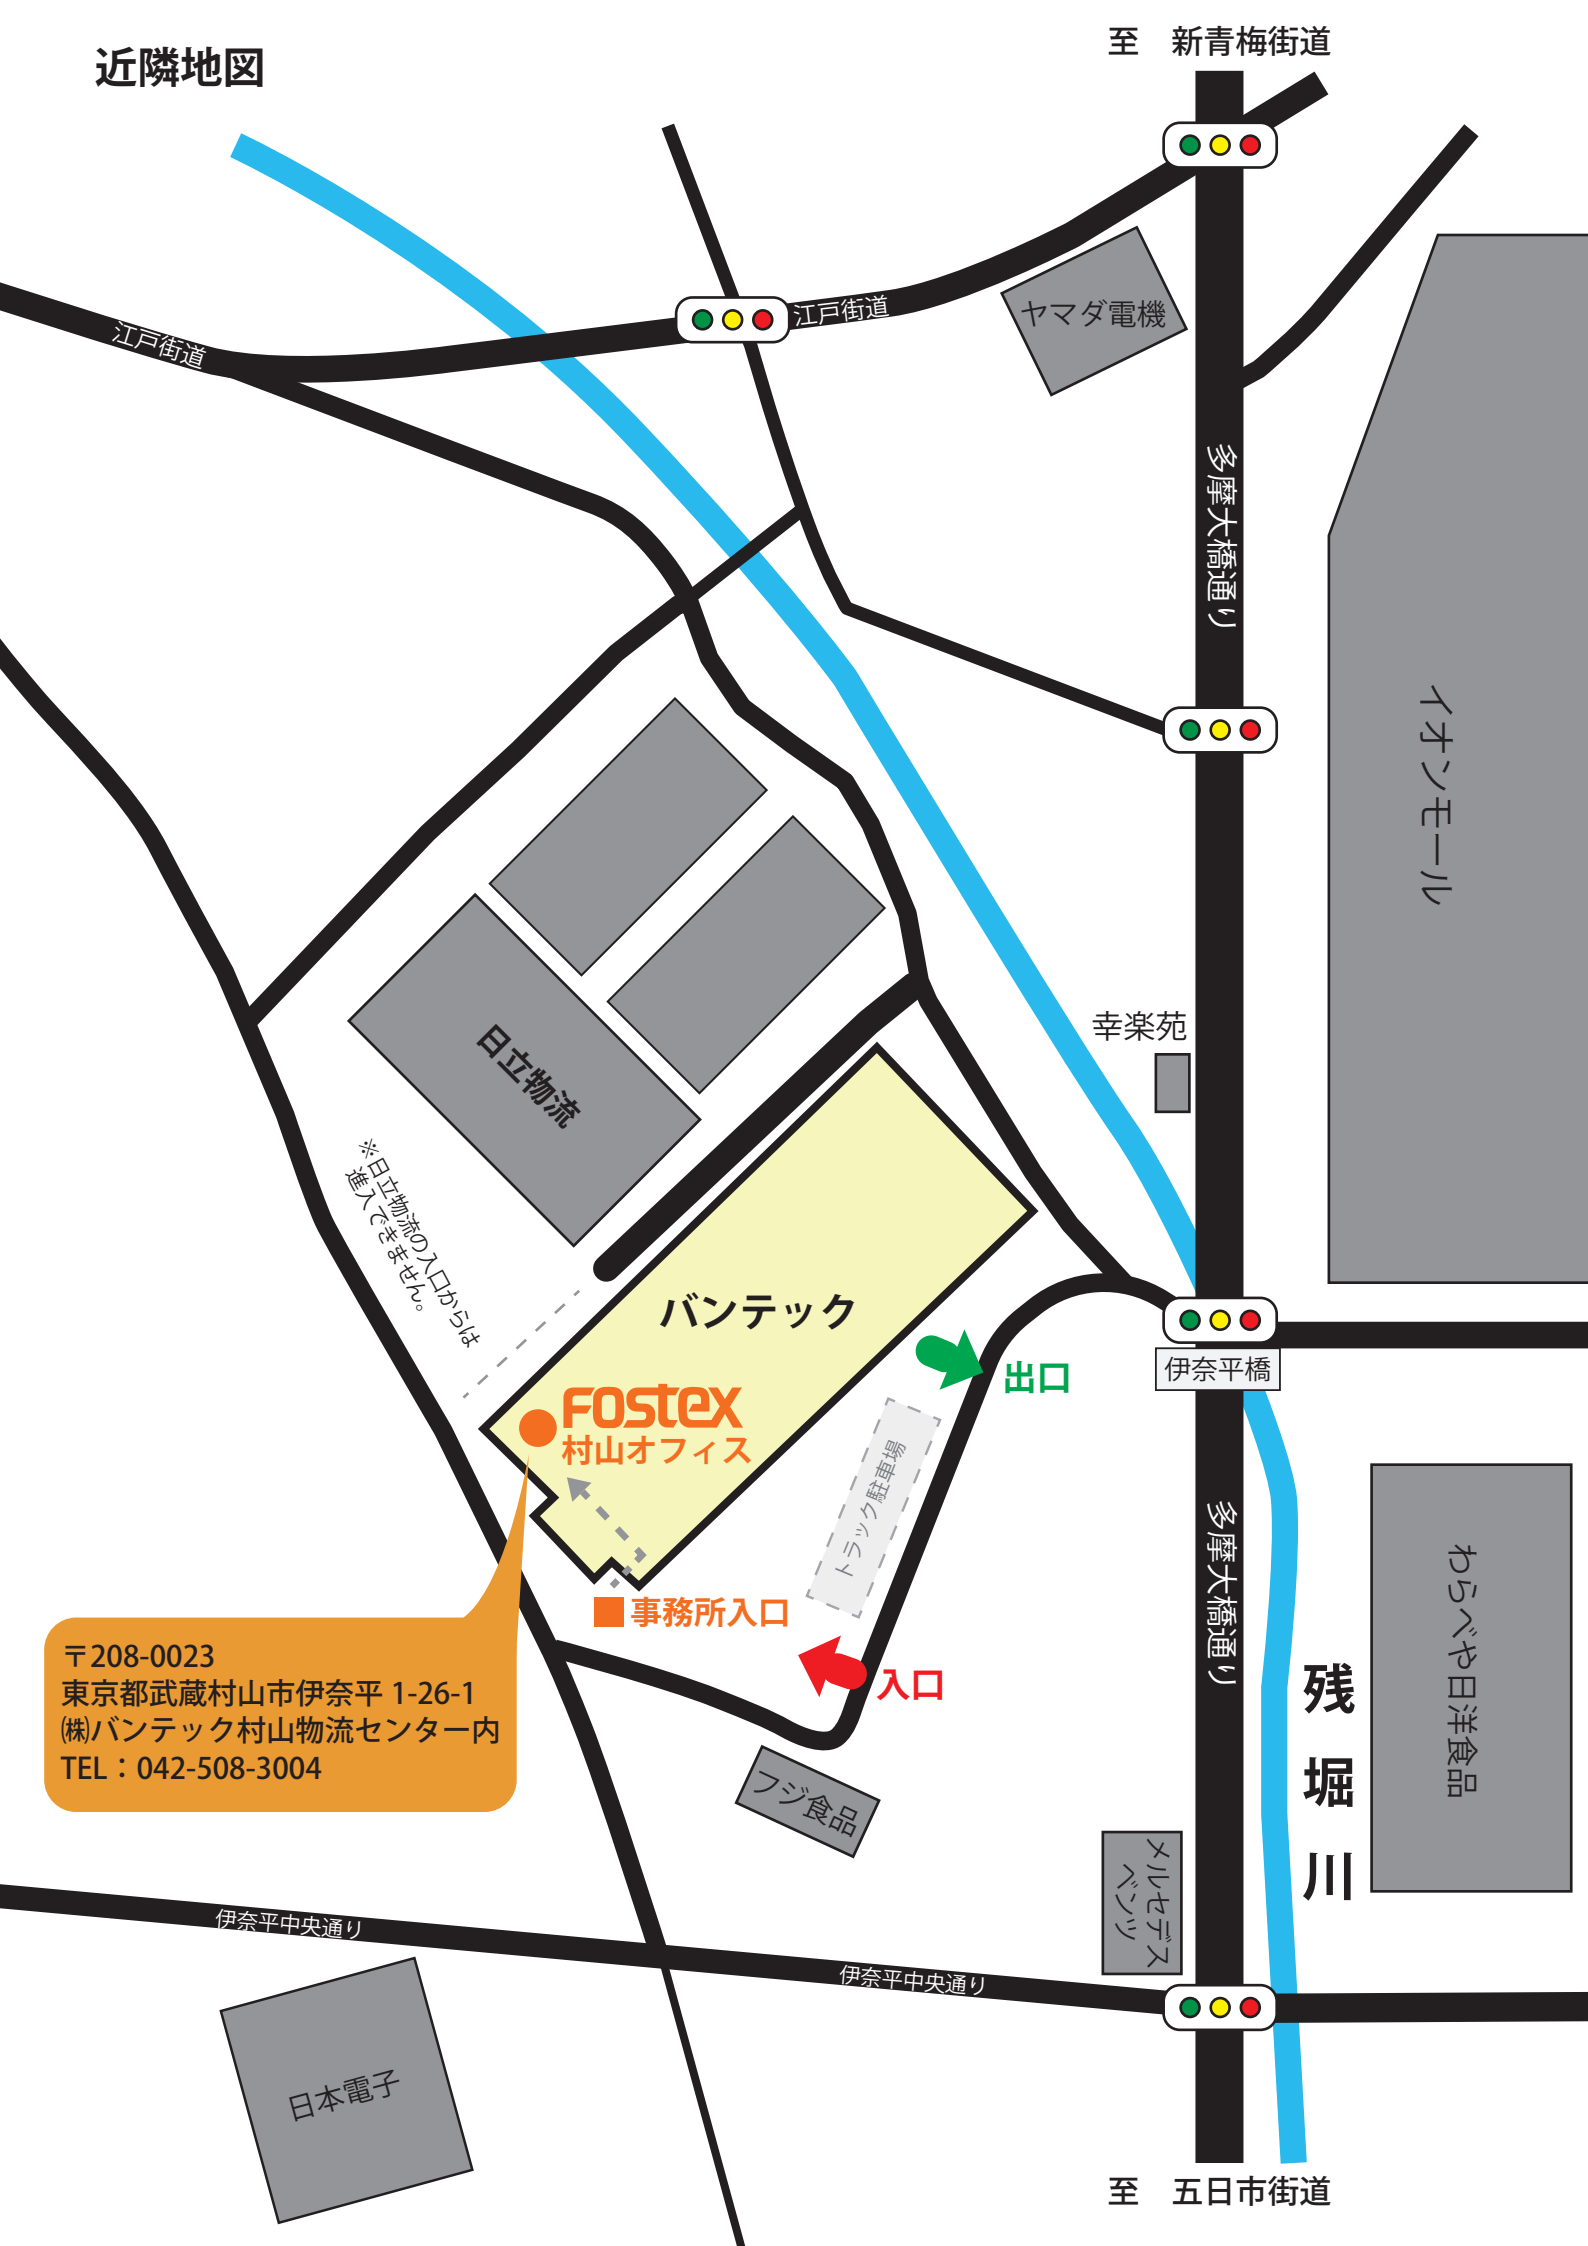 近隣地図
至　新青梅街道
江戸街道
江戸街道
ヤマダ電機
多摩大橋通り
イオンモール
幸楽苑
日立物流
※日立物流の入口からは
進入できません。
バンテック
FOSTEX
村山オフィス
出口
伊奈平橋
トラック駐車場
多摩大橋通り
わらべや日洋食品
事務所入口
入口
〒208-0023
東京都武蔵村山市伊奈平 1-26-1
㈱バンテック村山物流センター内
TEL：042-508-3004
残堀川
フジ食品
メルセデス
ベンツ
伊奈平中央通り
伊奈平中央通り
日本電子
至　五日市街道